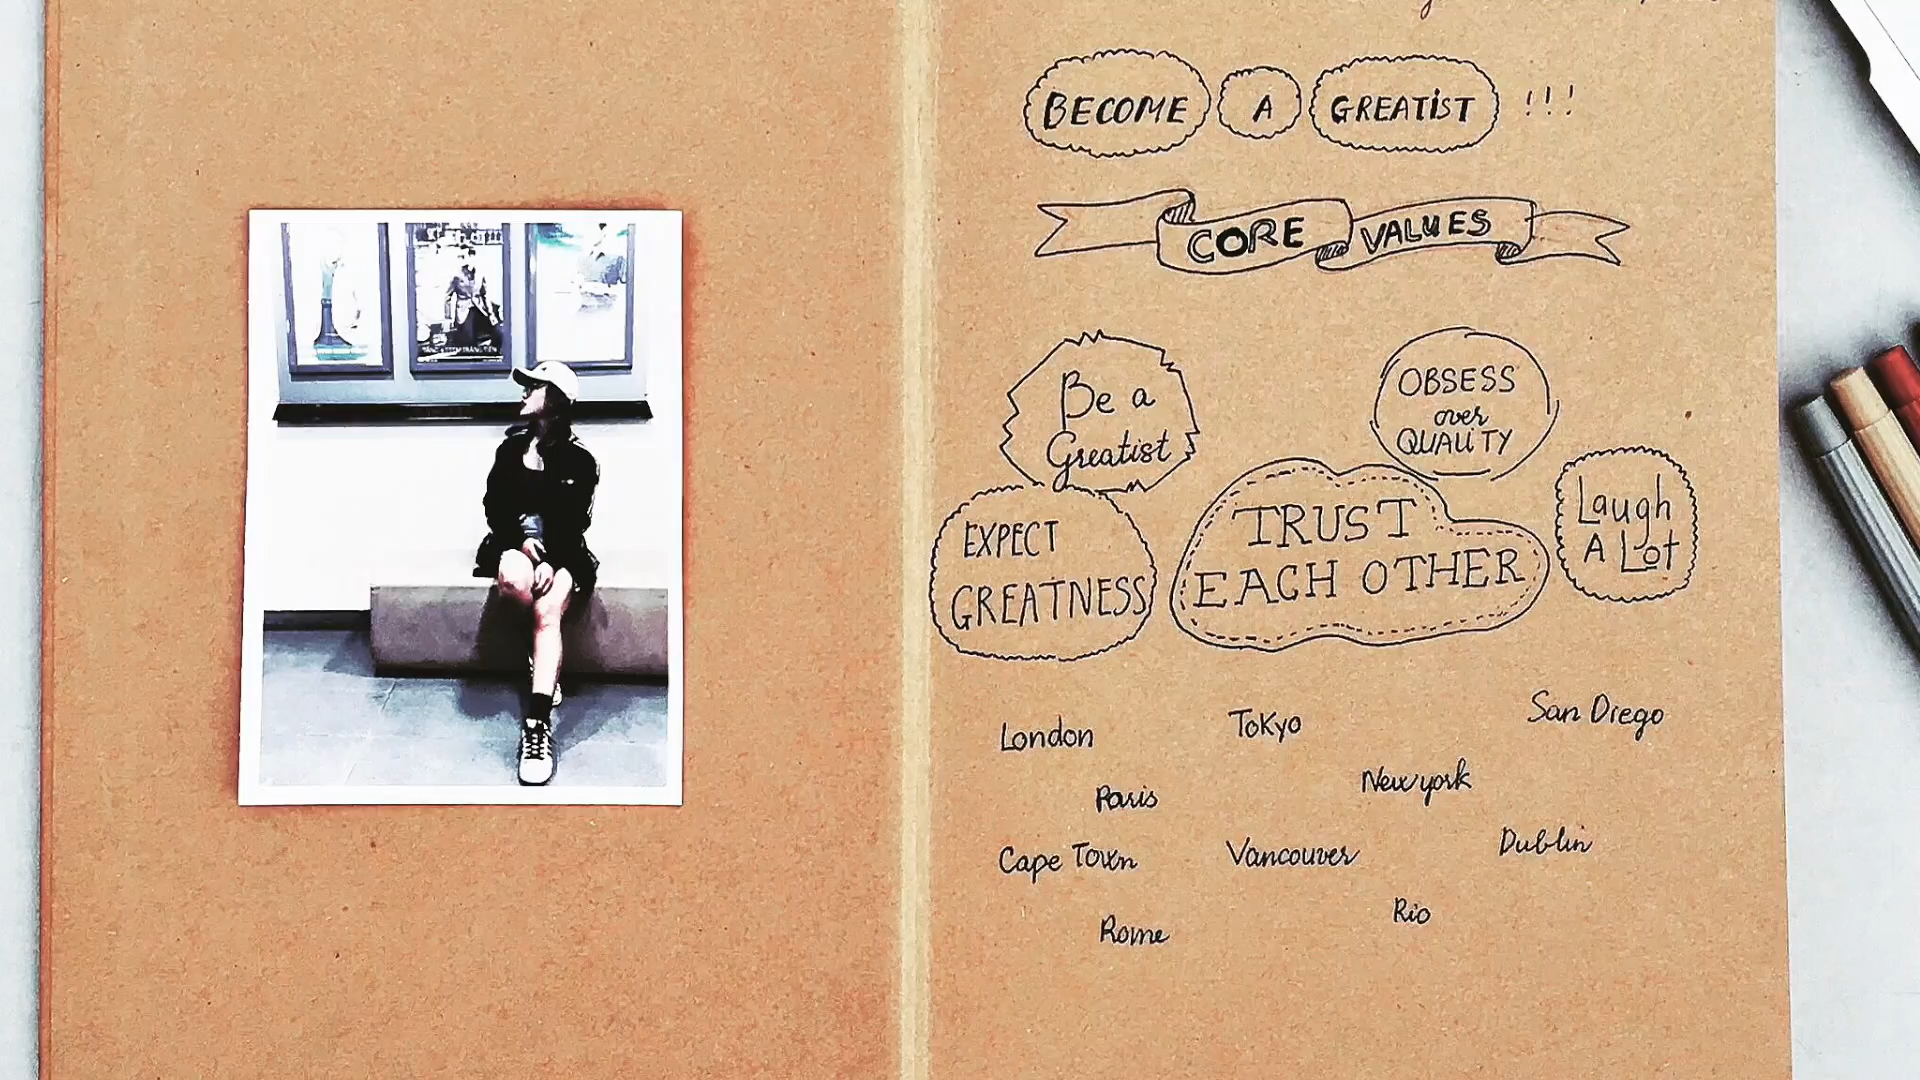 BECOME A GREATIST !!!
CORE VALUES
Be a
Greatist
OBSESS
over
QUALITY
EXPECT
GREATNESS
TRUST
EACH OTHER
Laugh
A Lot
London
Tokyo
San Diego
Paris
New york
Cape Town
Vancouver
Dublin
Rome
Rio